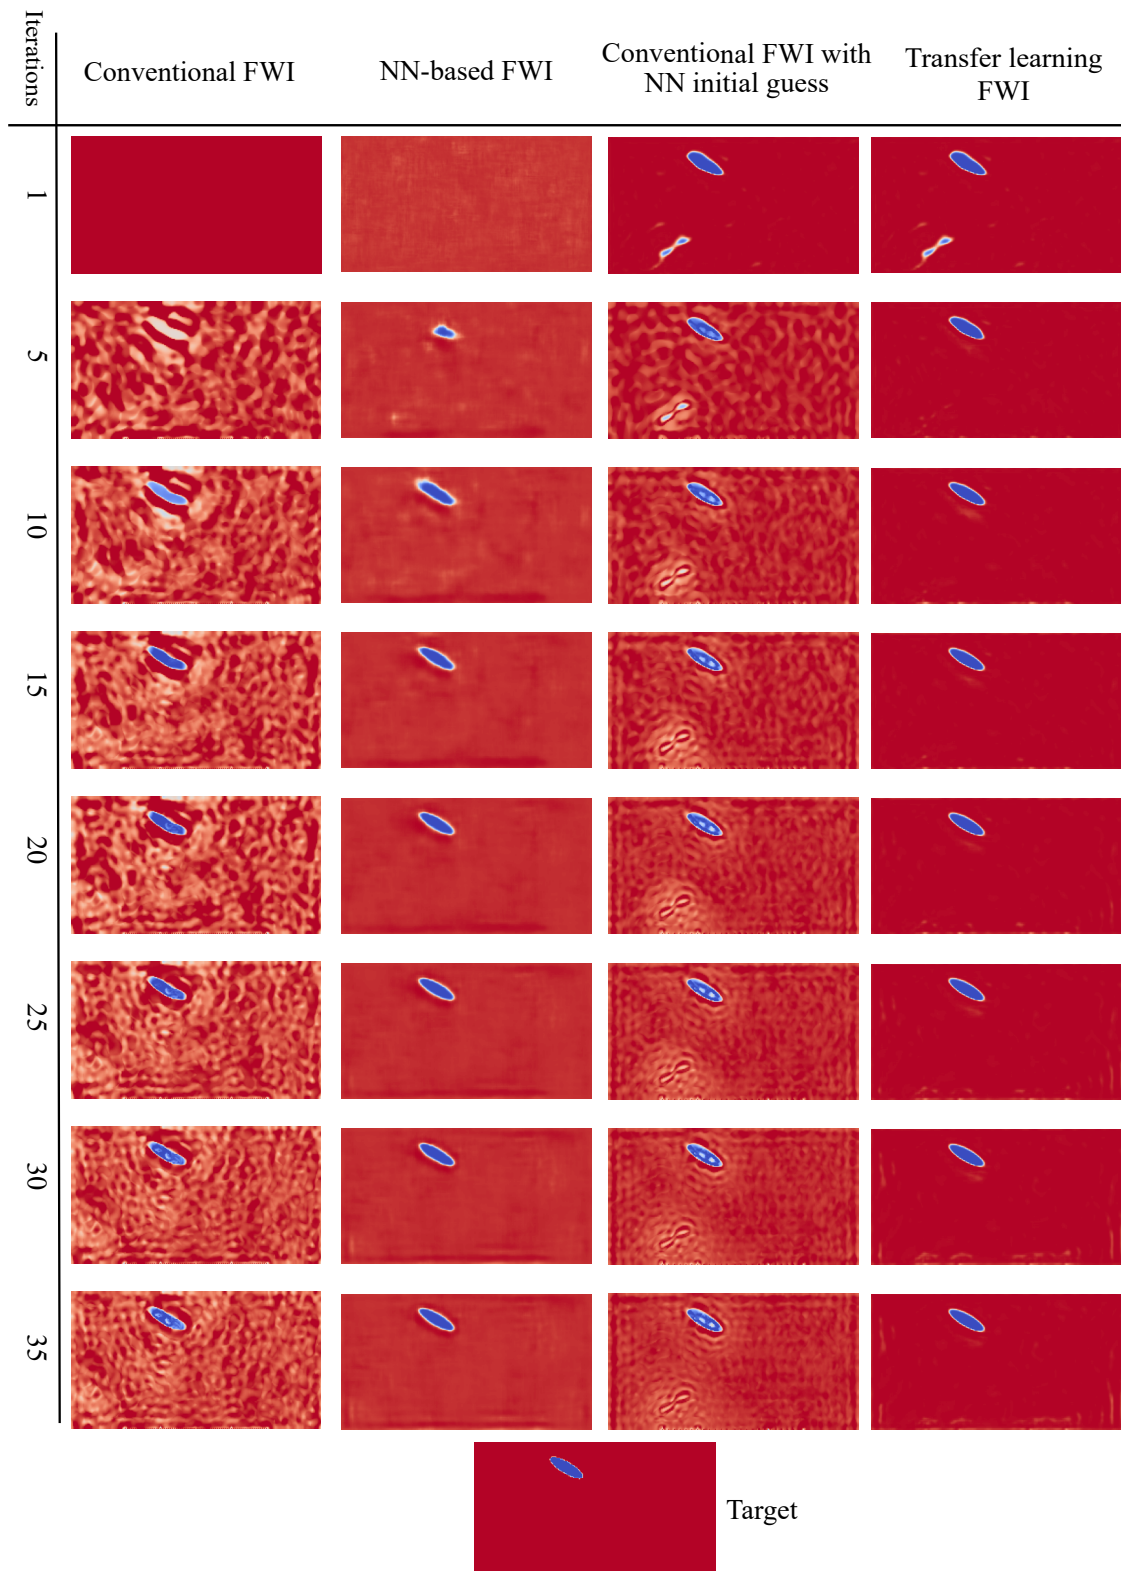 Iterations
Conventional FWI
NN-based FWI
Conventional FWI with
NN initial guess
Transfer learning
FWI
1
5
10
15
20
25
30
35
Target